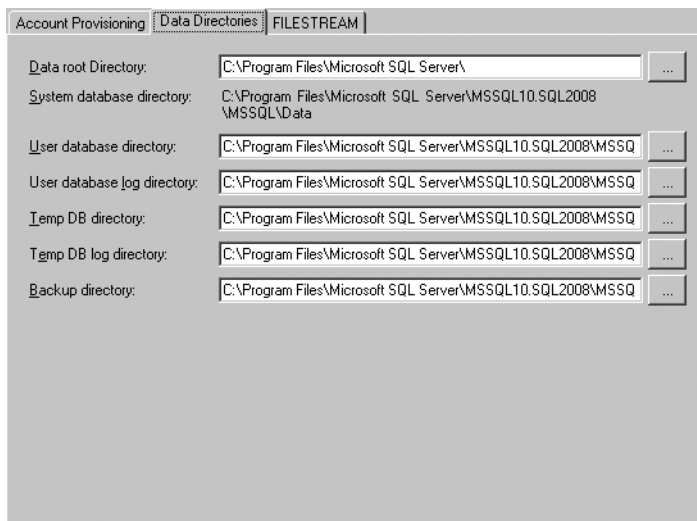 Account Provisioning Data Directories FILESTREAM
Data root Directory: C:\Program Files\Microsoft SQL Server\ ...
System database directory: C:\Program Files\Microsoft SQL Server\MSSQL10.SQL2008
\MSSQL\Data
User database directory: C:\Program Files\Microsoft SQL Server\MSSQL10.SQL2008\MSSQ ...
User database log directory: C:\Program Files\Microsoft SQL Server\MSSQL10.SQL2008\MSSQ ...
Temp DB directory: C:\Program Files\Microsoft SQL Server\MSSQL10.SQL2008\MSSQ ...
Temp DB log directory: C:\Program Files\Microsoft SQL Server\MSSQL10.SQL2008\MSSQ ...
Backup directory: C:\Program Files\Microsoft SQL Server\MSSQL10.SQL2008\MSSQ ...